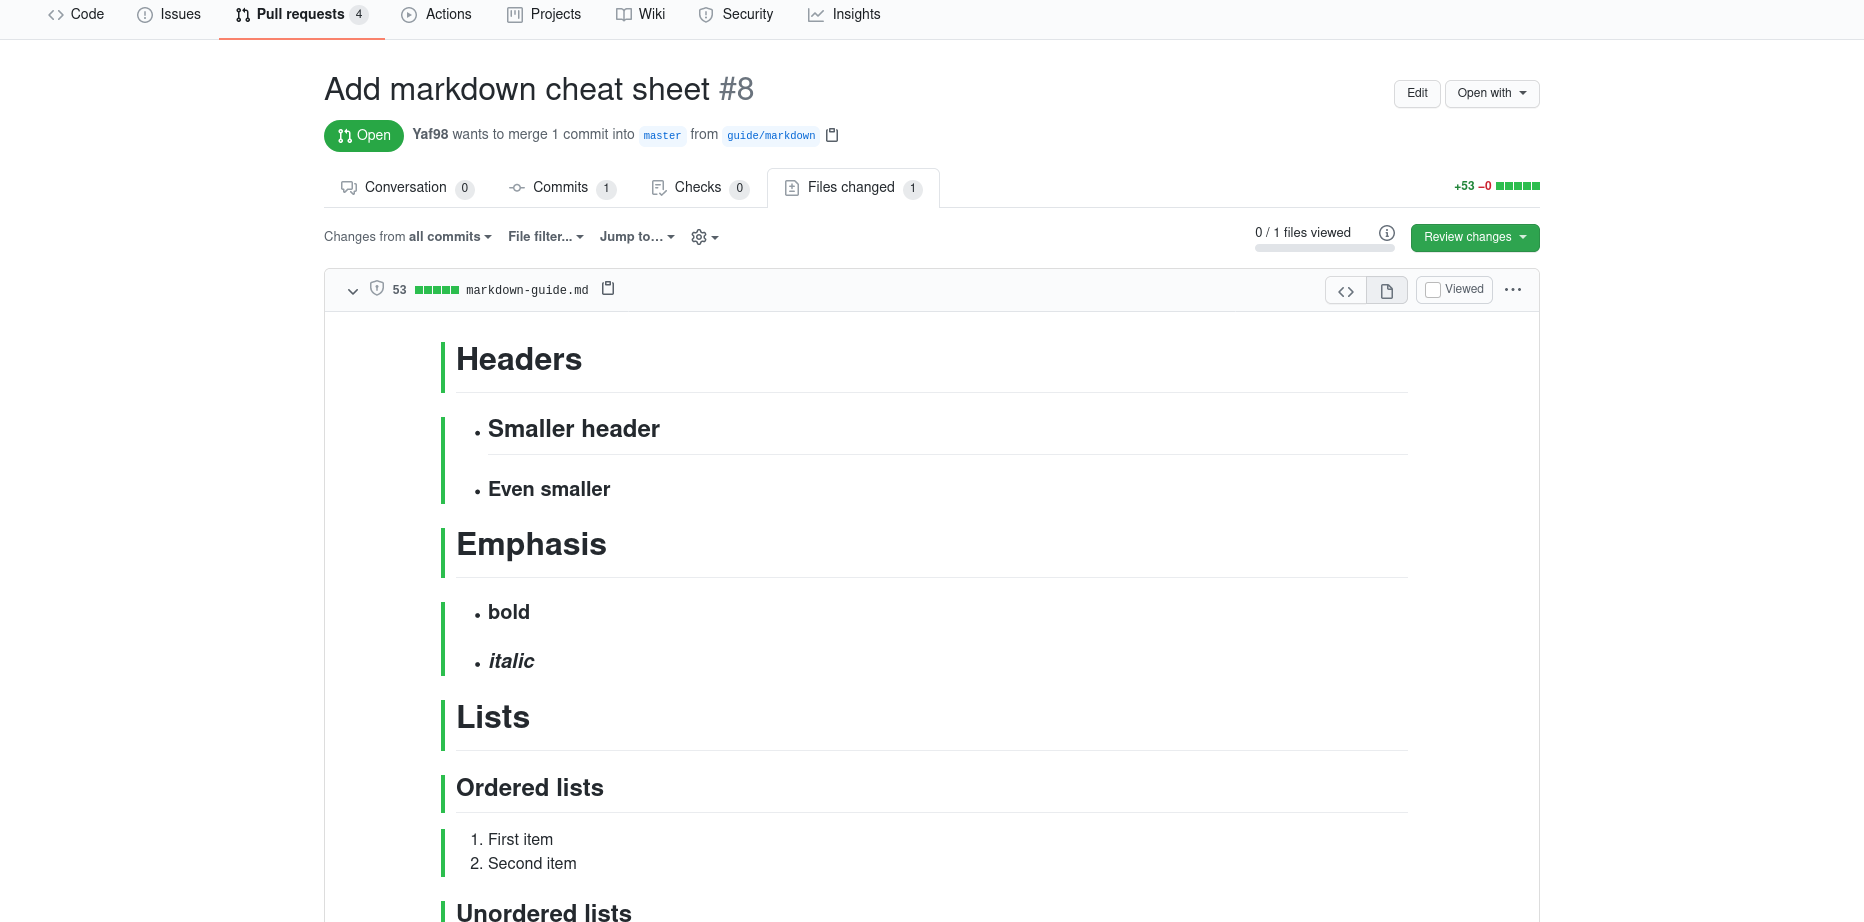 Code Issues Pull requests 4 Actions Projects Wiki Security Insights
Add markdown cheat sheet #8
Edit Open with
Open Yaf98 wants to merge 1 commit into master from guide/markdown
Conversation 0 Commits 1 Checks 0 Files changed 1
+53 −0
Changes from all commits File filter... Jump to... 0 / 1 files viewed Review changes
53 markdown-guide.md Viewed
Headers
• Smaller header
• Even smaller
Emphasis
• bold
• italic
Lists
Ordered lists
1. First item
2. Second item
Unordered lists